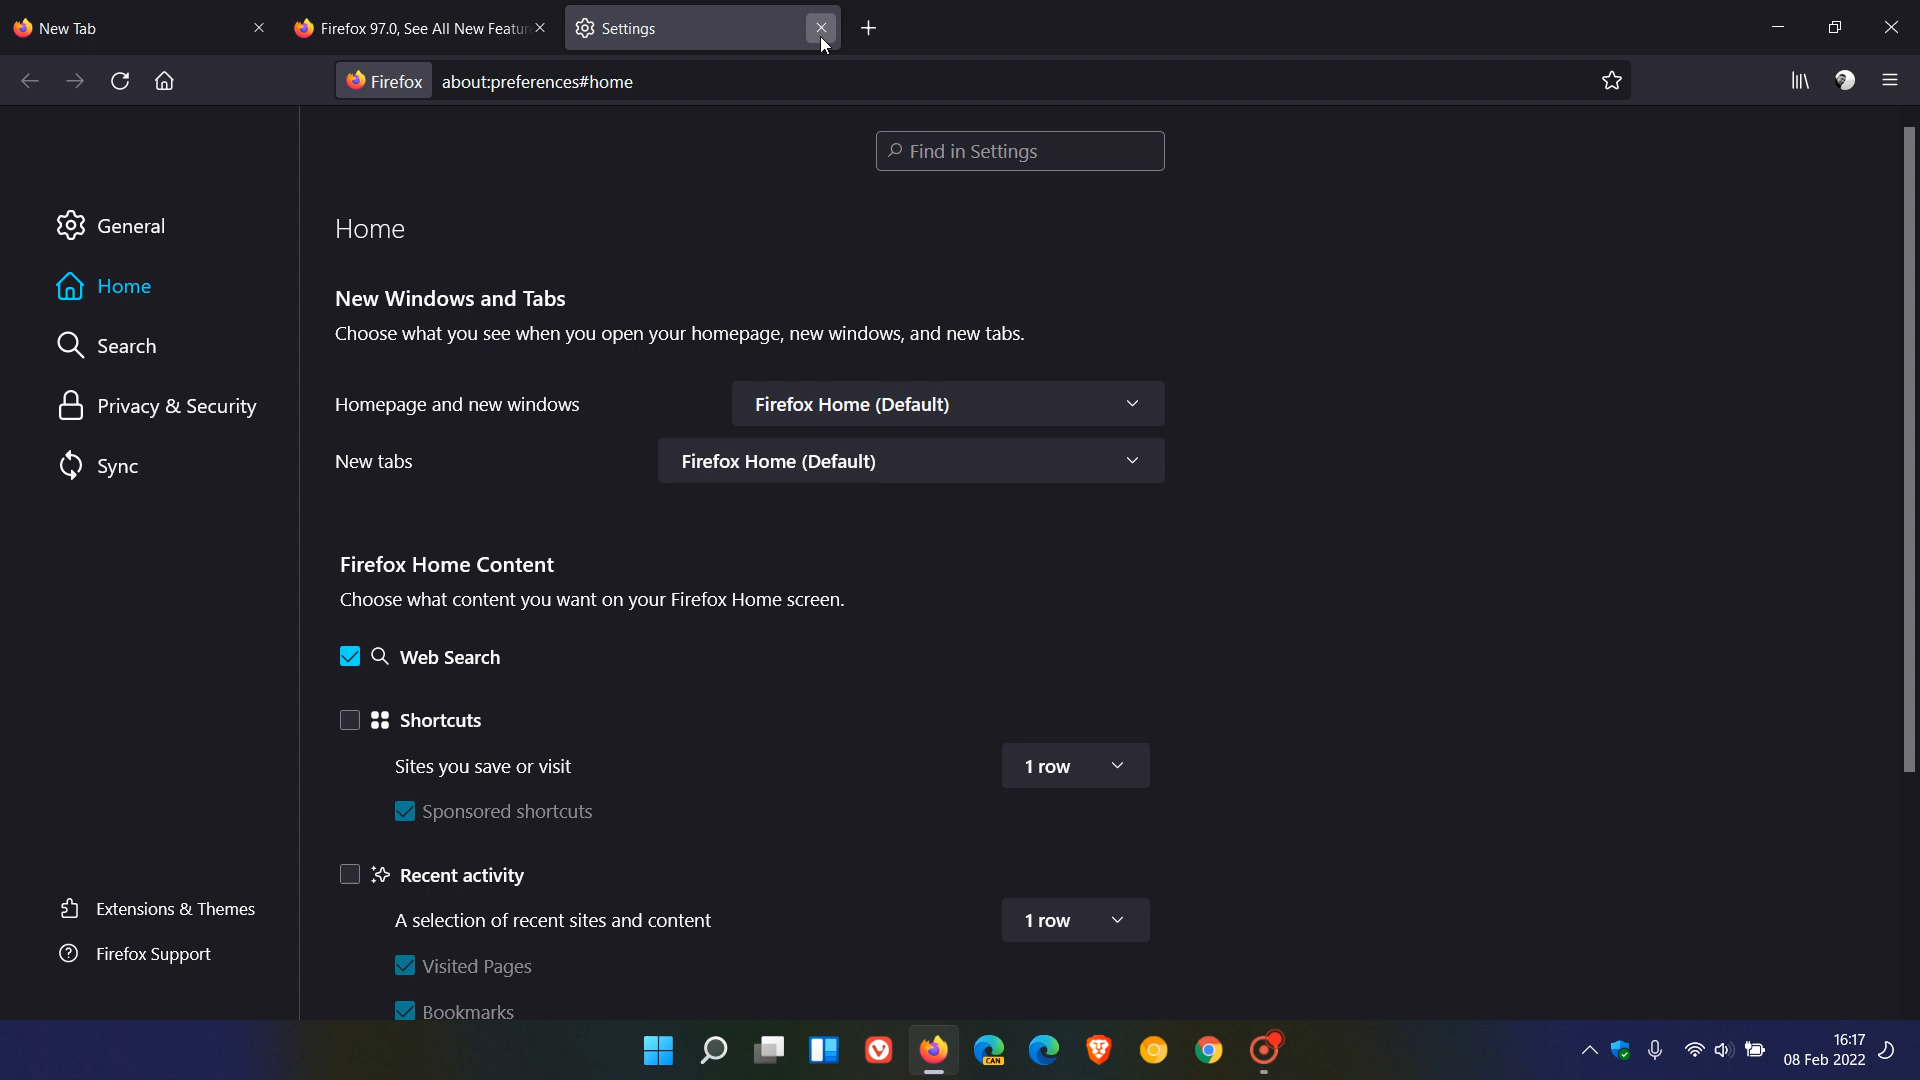 New Tab
Firefox 97.0, See All New Featur
Settings
Firefox
about:preferences#home
Find in Settings
General
Home
Search
Privacy & Security
Sync
Extensions & Themes
Firefox Support
Home
New Windows and Tabs
Choose what you see when you open your homepage, new windows, and new tabs.
Homepage and new windows
Firefox Home (Default)
New tabs
Firefox Home (Default)
Firefox Home Content
Choose what content you want on your Firefox Home screen.
Web Search
Shortcuts
Sites you save or visit
1 row
Sponsored shortcuts
Recent activity
A selection of recent sites and content
1 row
Visited Pages
Bookmarks
CAN
16:17
08 Feb 2022